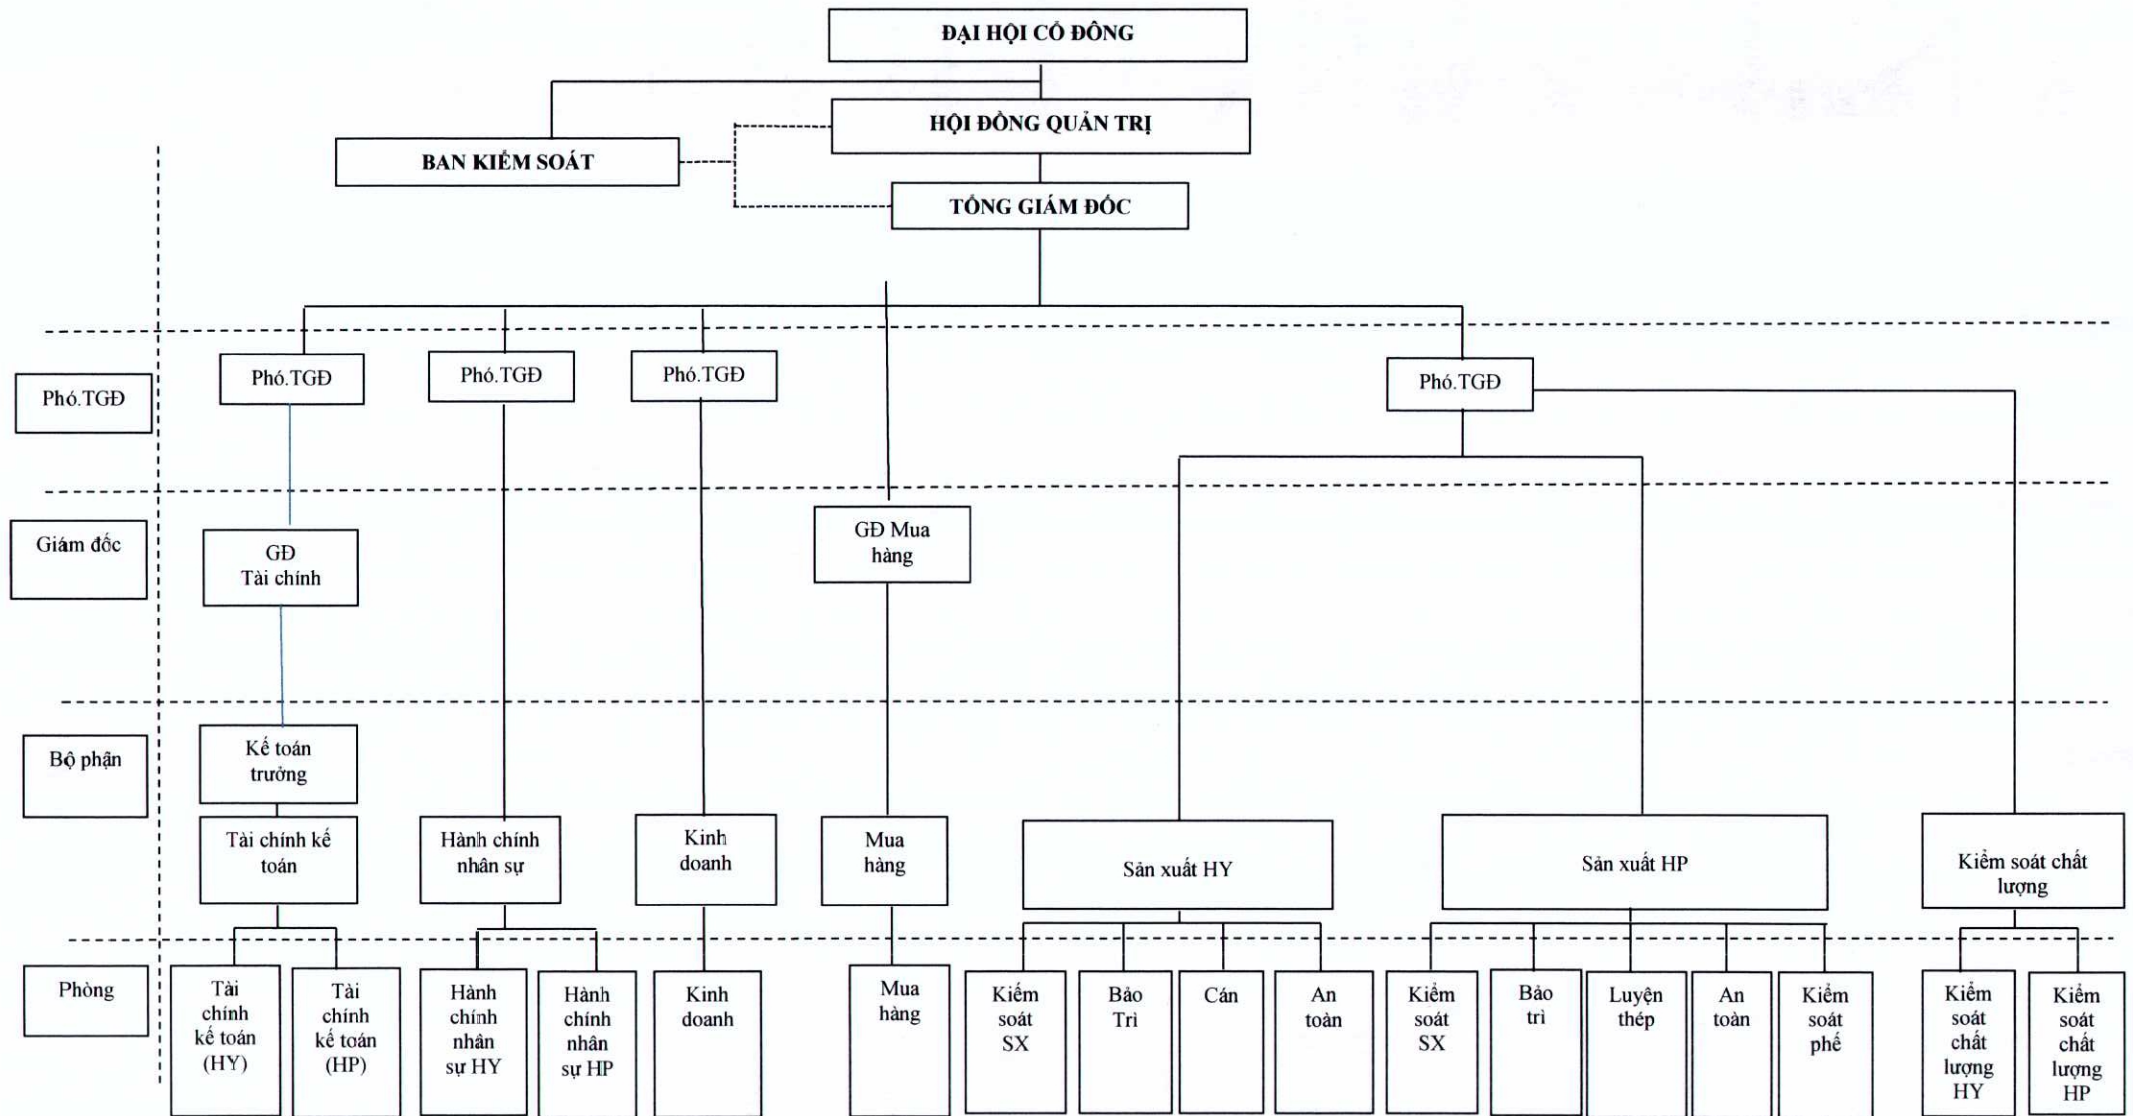 ĐẠI HỘI CỔ ĐÔNG
HỘI ĐỒNG QUẢN TRỊ
BAN KIỂM SOÁT
TỔNG GIÁM ĐỐC
Phó.TGĐ
Phó.TGĐ
Phó.TGĐ
Phó.TGĐ
Phó.TGĐ
Giám đốc
GĐ
Tài chính
GĐ Mua
hàng
Bộ phận
Kế toán
trưởng
Tài chính kế
toán
Hành chính
nhân sự
Kinh
doanh
Mua
hàng
Sản xuất HY
Sản xuất HP
Kiểm soát chất
lượng
Phòng
Tài
chính
kế toán
(HY)
Tài
chính
kế toán
(HP)
Hành
chính
nhân
sự HY
Hành
chính
nhân
sự HP
Kinh
doanh
Mua
hàng
Kiểm
soát
SX
Bảo
Trì
Cán
An
toàn
Kiểm
soát
SX
Bảo
trì
Luyện
thép
An
toàn
Kiểm
soát
phế
Kiểm
soát
chất
lượng
HY
Kiểm
soát
chất
lượng
HP